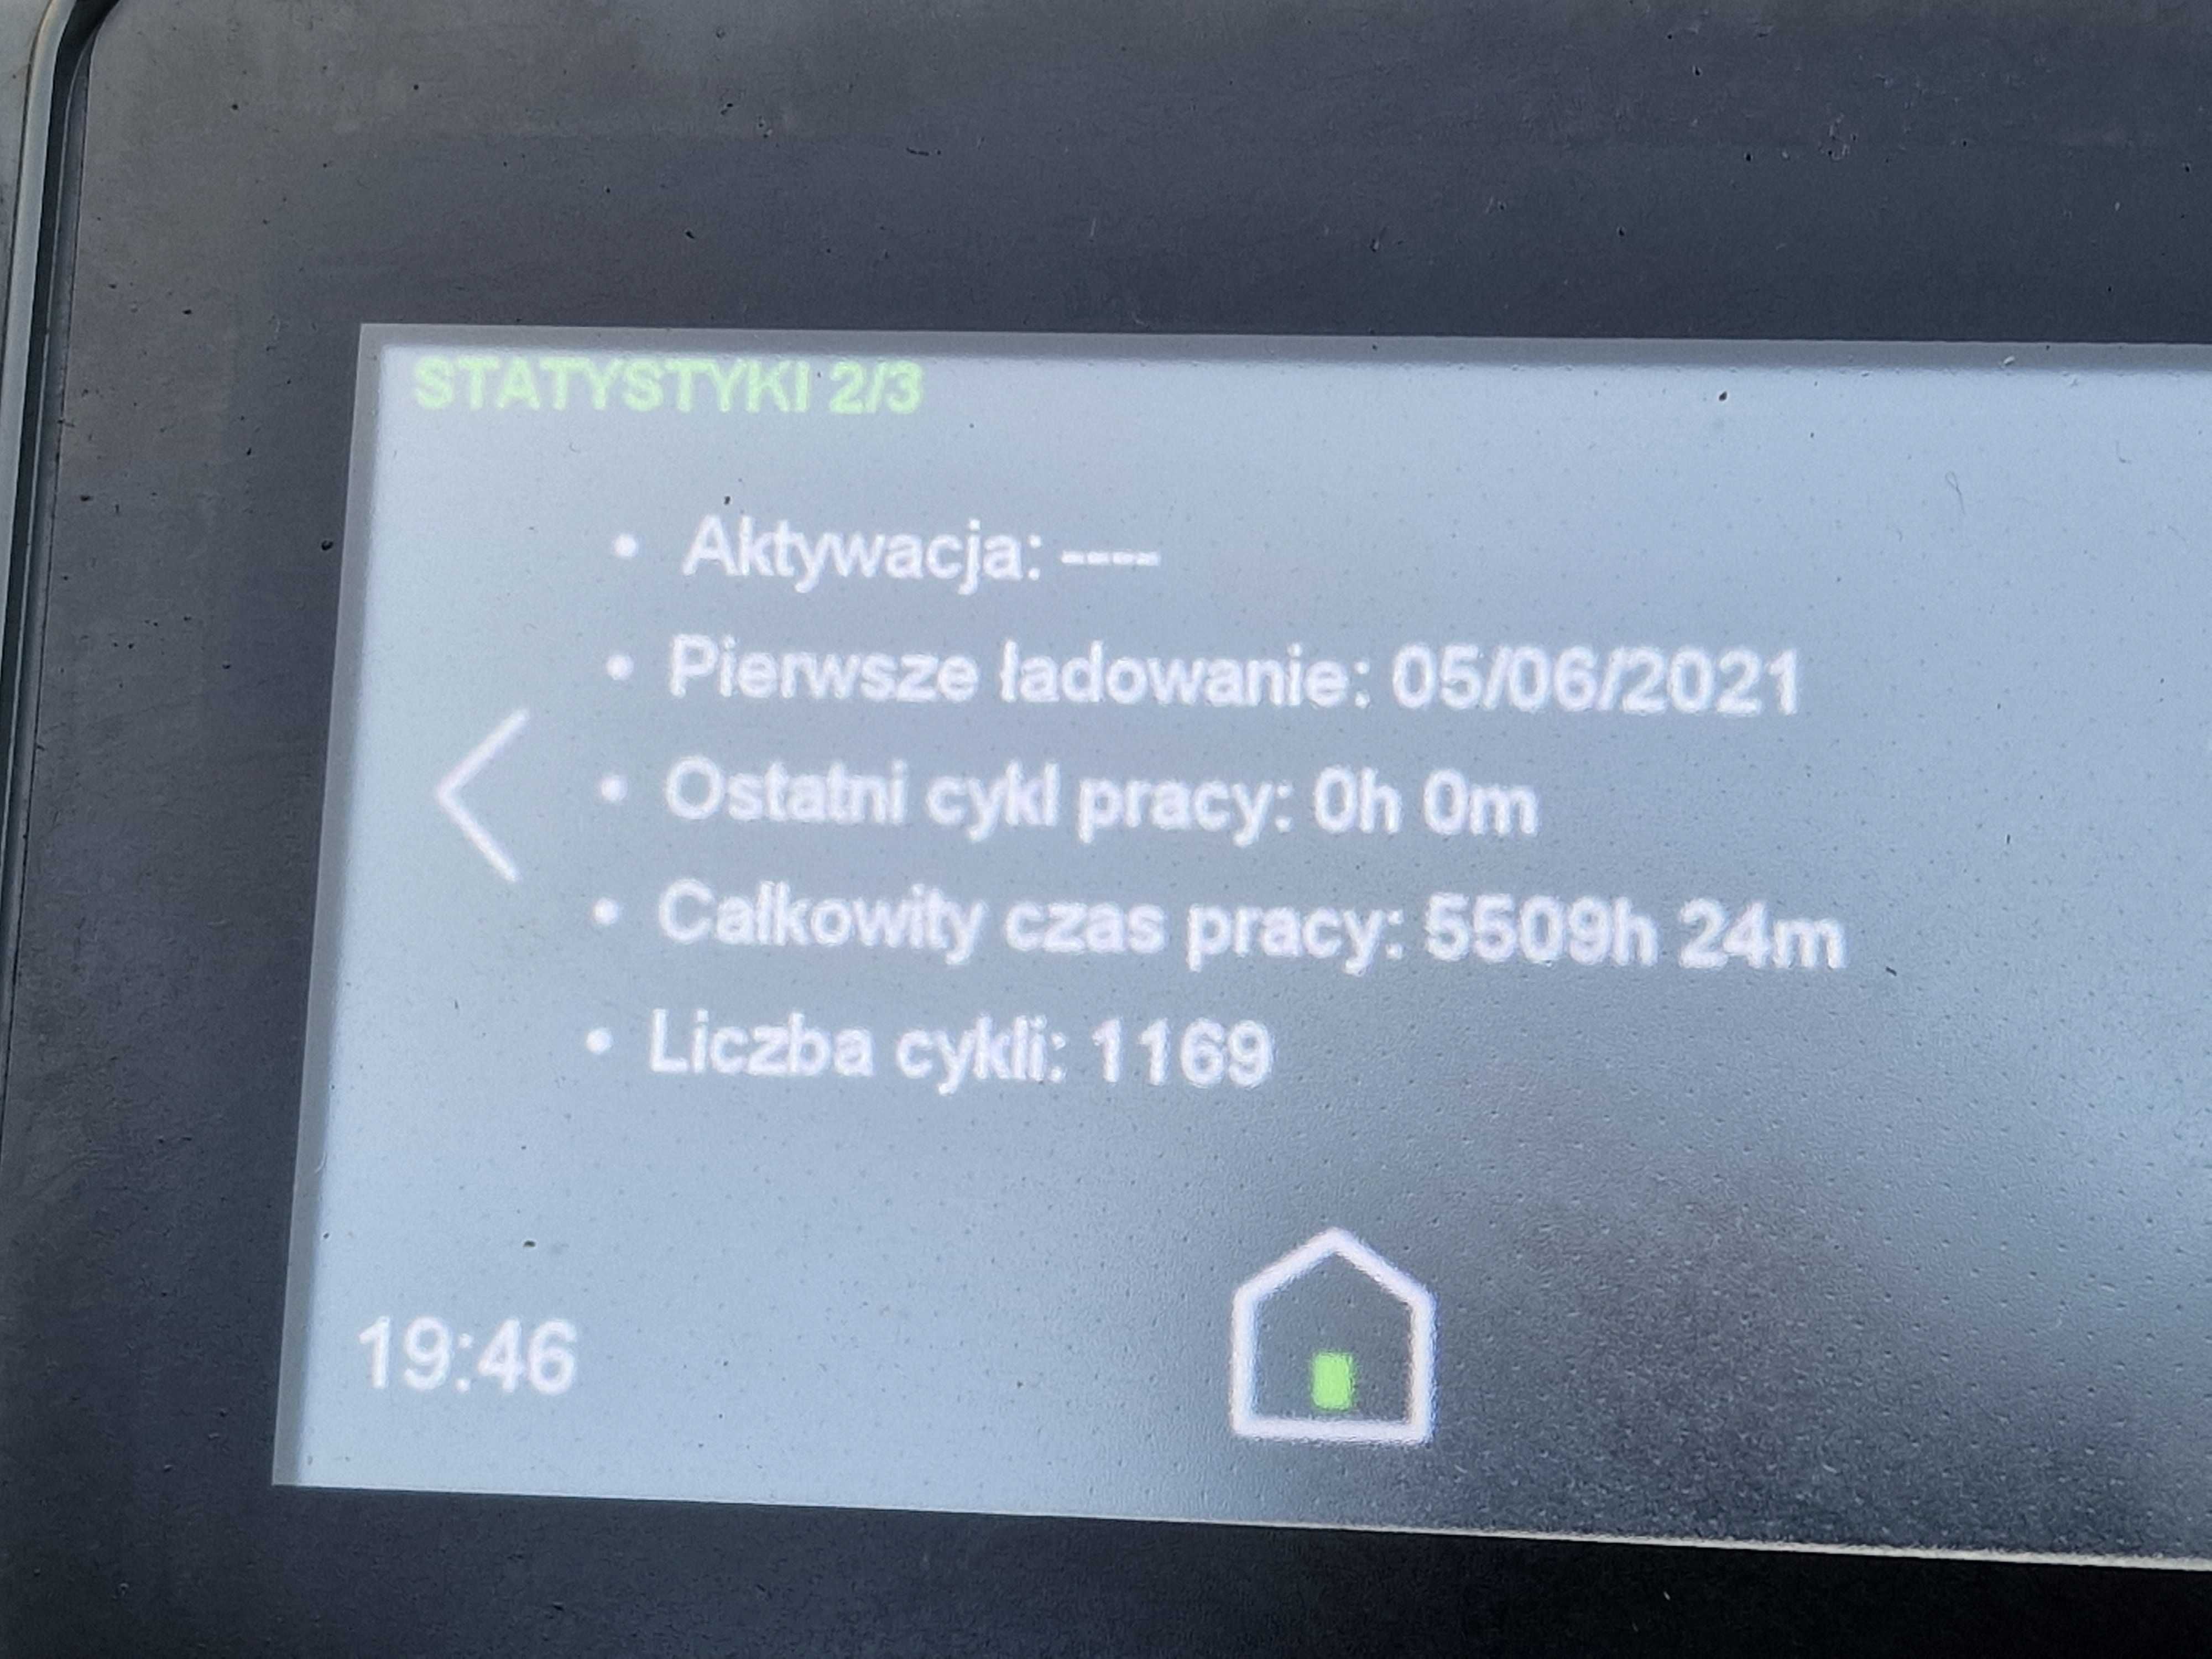 STATYSTYKI 2/3
• Aktywacja: ----
• Pierwsze ładowanie: 05/06/2021
• Ostatni cykl pracy: 0h 0m
• Całkowity czas pracy: 5509h 24m
• Liczba cykli: 1169
19:46